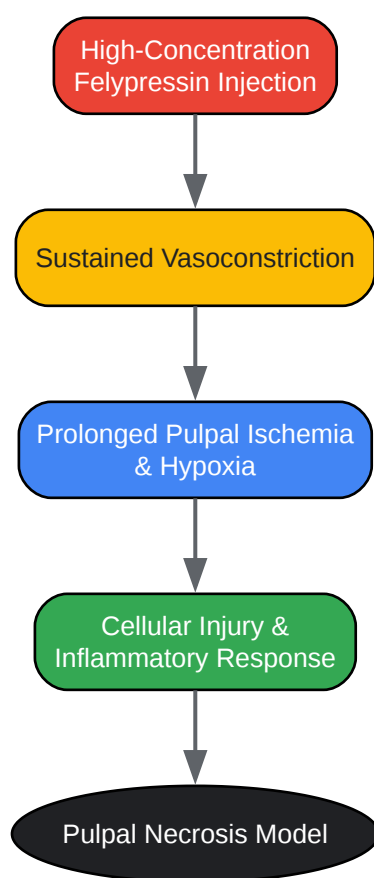 High-Concentration
Felypressin Injection
Sustained Vasoconstriction
Prolonged Pulpal Ischemia
& Hypoxia
Cellular Injury &
Inflammatory Response
Pulpal Necrosis Model